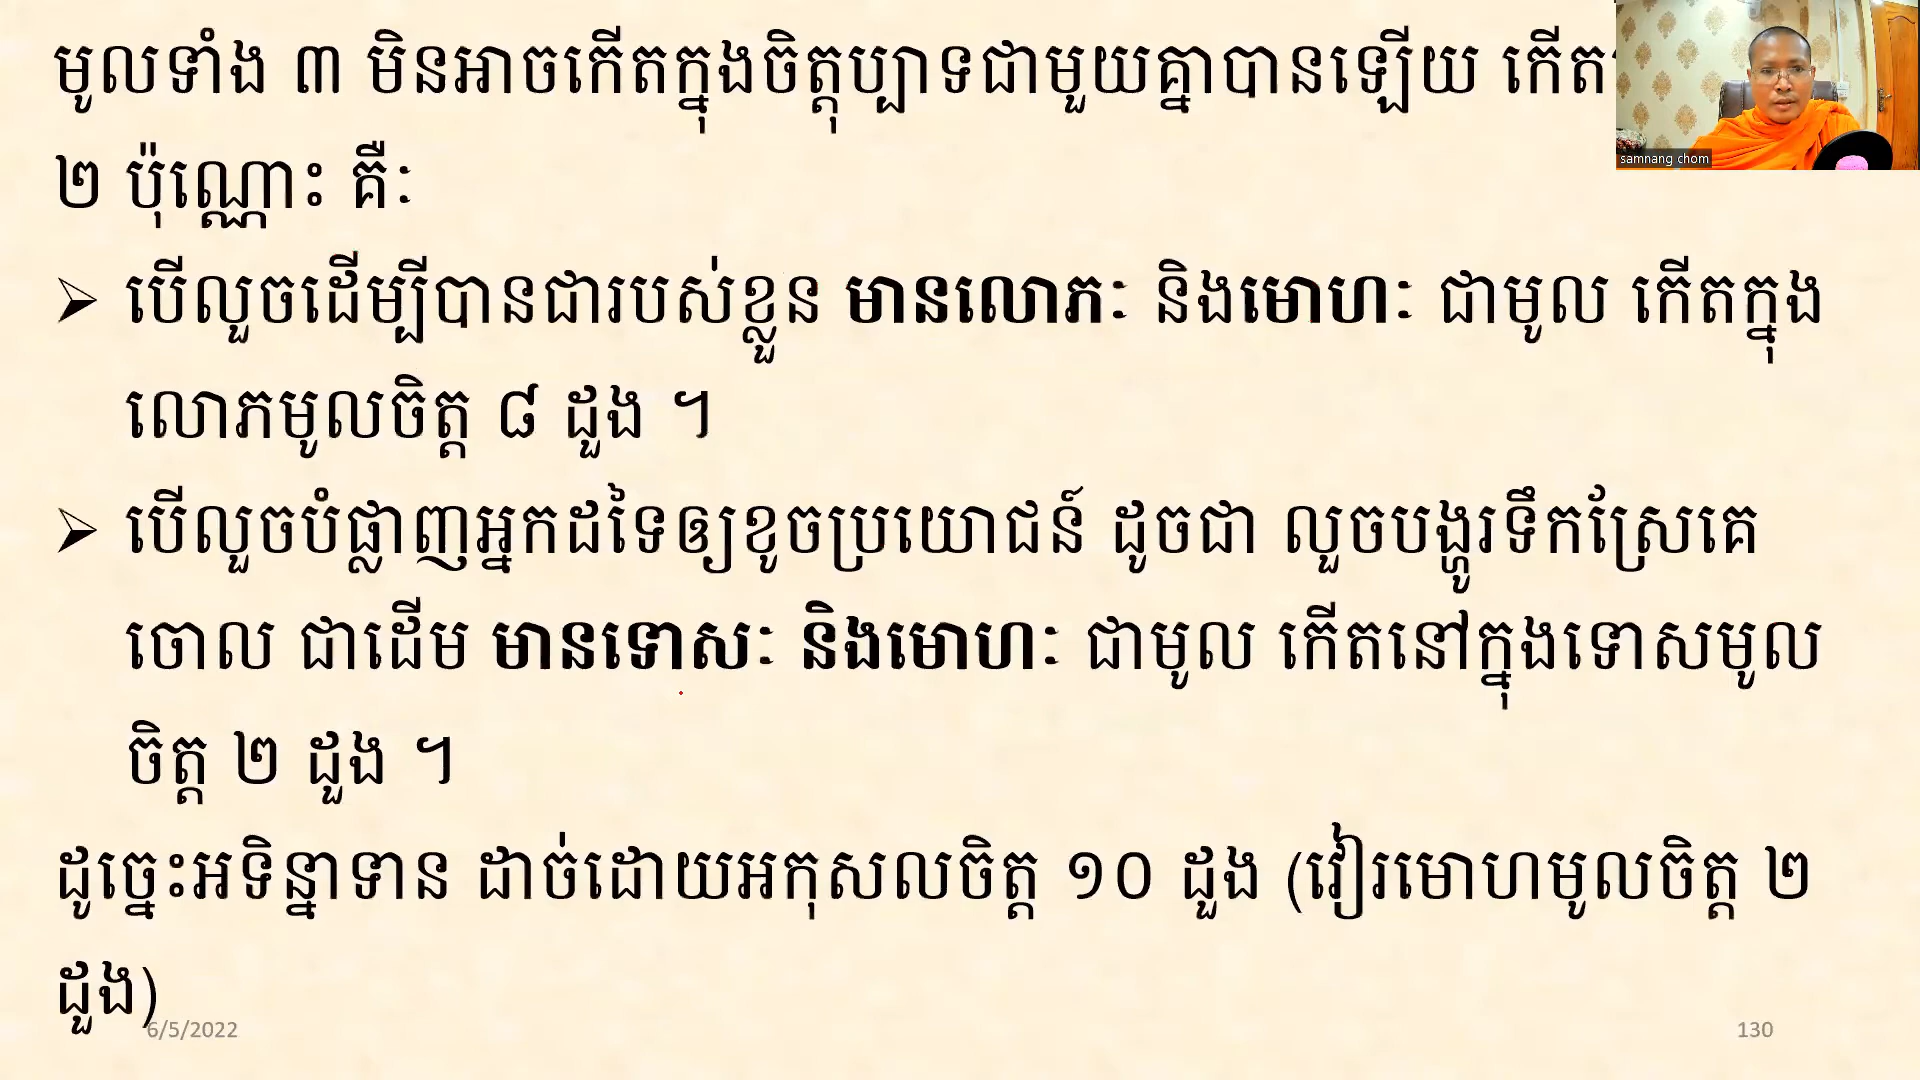 មូលទាំង ៣ មិនអាចកើតក្នុងចិត្តុប្បាទជាមួយគ្នាបានឡើយ កើត
២ ប៉ុណ្ណោះ គឺៈ
➢ បើលួចដើម្បីបានជារបស់ខ្លួន មានលោភៈ និងមោហៈ ជាមូល កើតក្នុង
លោភមូលចិត្ត ៨ ដួង ។
➢ បើលួចបំផ្លាញអ្នកដទៃឲ្យខូចប្រយោជន៍ ដូចជា លួចបង្ហូរទឹកស្រែគេ
ចោល ជាដើម មានទោសៈ និងមោហៈ ជាមូល កើតនៅក្នុងទោសមូល
ចិត្ត ២ ដួង ។
ដូច្នេះអទិន្នាទាន ដាច់ដោយអកុសលចិត្ត ១០ ដួង (វៀរមោហមូលចិត្ត ២
ដួង)
samnang chom
6/5/2022
130